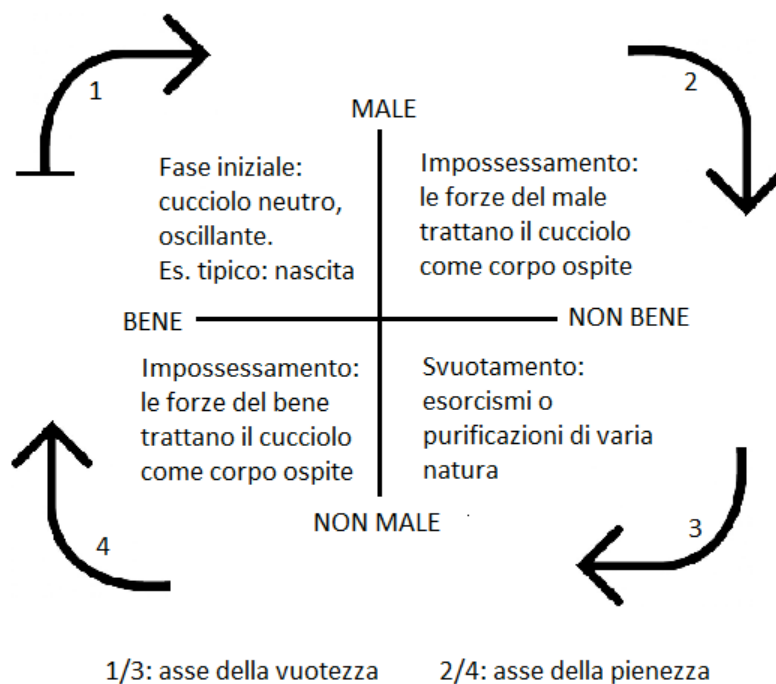 1
2
MALE
Fase iniziale:
cucciolo neutro,
oscillante.
Es. tipico: nascita
Impossessamento:
le forze del male
trattano il cucciolo
come corpo ospite
BENE
NON BENE
Impossessamento:
le forze del bene
trattano il cucciolo
come corpo ospite
Svuotamento:
esorcismi o
purificazioni di varia
natura
NON MALE
4
3
1/3: asse della vuotezza
2/4: asse della pienezza